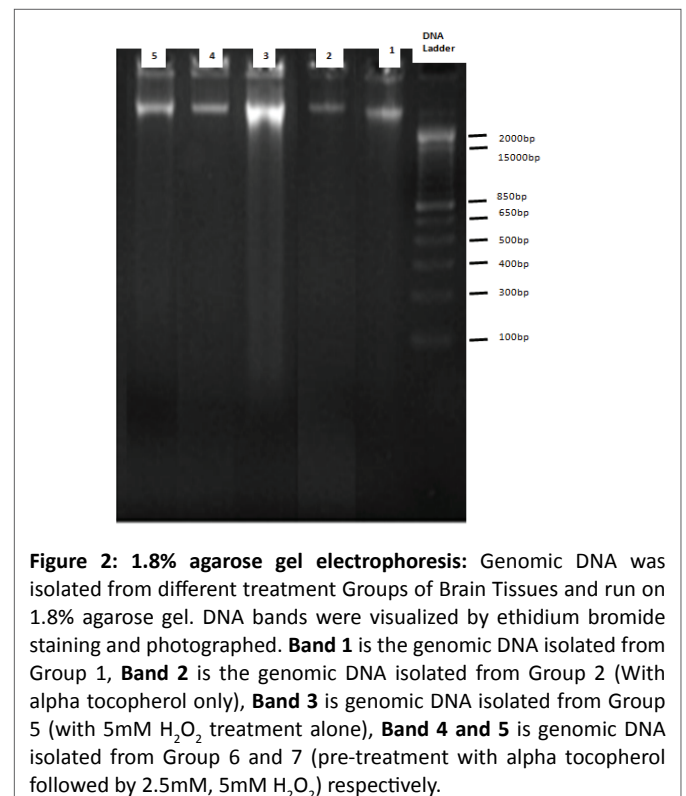 DNA
Ladder
5 4 3 2 1
2000bp
15000bp
850bp
650bp
500bp
400bp
300bp
100bp
Figure 2: 1.8% agarose gel electrophoresis: Genomic DNA was
isolated from different treatment Groups of Brain Tissues and run on
1.8% agarose gel. DNA bands were visualized by ethidium bromide
staining and photographed. Band 1 is the genomic DNA isolated from
Group 1, Band 2 is the genomic DNA isolated from Group 2 (With
alpha tocopherol only), Band 3 is genomic DNA isolated from Group
5 (with 5mM H₂O₂ treatment alone), Band 4 and 5 is genomic DNA
isolated from Group 6 and 7 (pre-treatment with alpha tocopherol
followed by 2.5mM, 5mM H₂O₂) respectively.